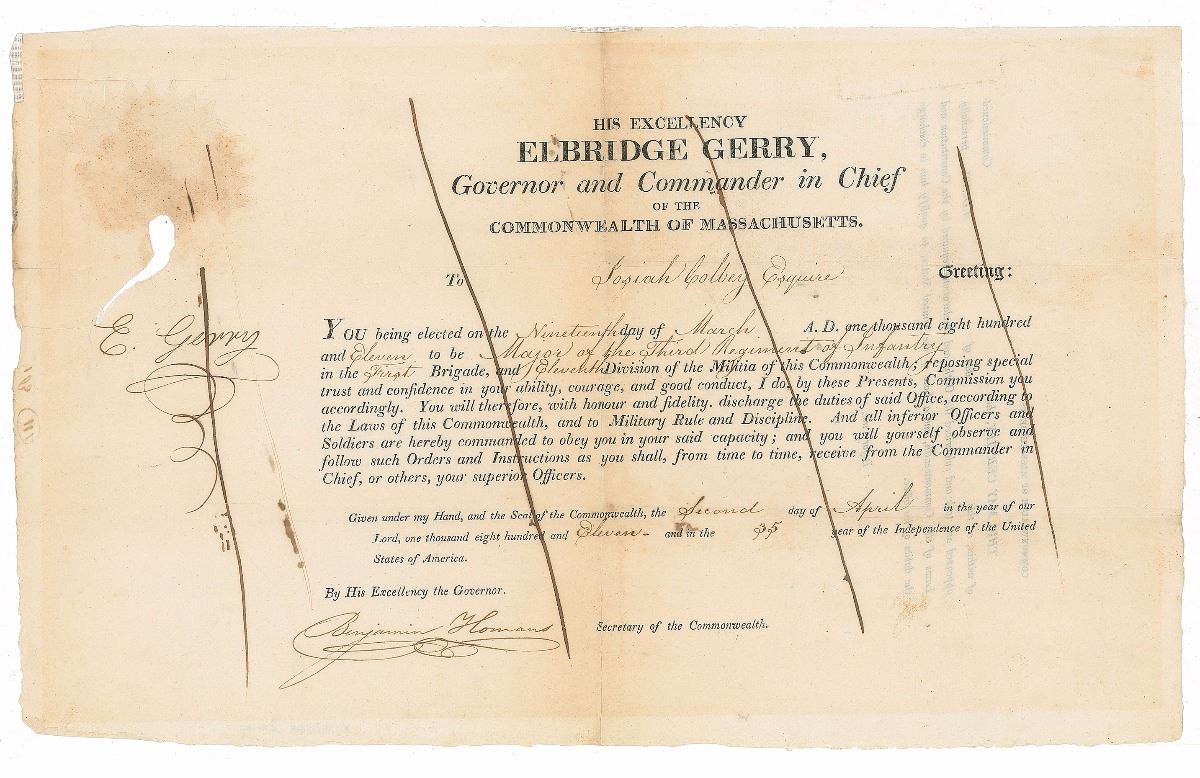 HIS EXCELLENCY
ELBRIDGE GERRY,
Governor and Commander in Chief
OF THE
COMMONWEALTH OF MASSACHUSETTS.
To Josiah Colby Esquire Greeting:
E. Gerry
YOU being elected on the Nineteenth day of March A. D. one thousand eight hundred
and Eleven to be Major of the Third Regiment of Infantry
in the First Brigade, and Eleventh Division of the Militia of this Commonwealth; reposing special
trust and confidence in your ability, courage, and good conduct, I do by these Presents, Commission you
accordingly. You will therefore, with honour and fidelity, discharge the duties of said Office, according to
the Laws of this Commonwealth, and to Military Rule and Discipline. And all inferior Officers and
Soldiers are hereby commanded to obey you in your said capacity; and you will yourself observe and
follow such Orders and Instructions as you shall, from time to time, receive from the Commander in
Chief, or others, your superior Officers.
Given under my Hand, and the Seal of the Commonwealth, the Second day of April in the year of our
Lord, one thousand eight hundred and Eleven - and in the 35 year of the Independence of the United
States of America.
By His Excellency the Governor.
Benjamin Homans Secretary of the Commonwealth.